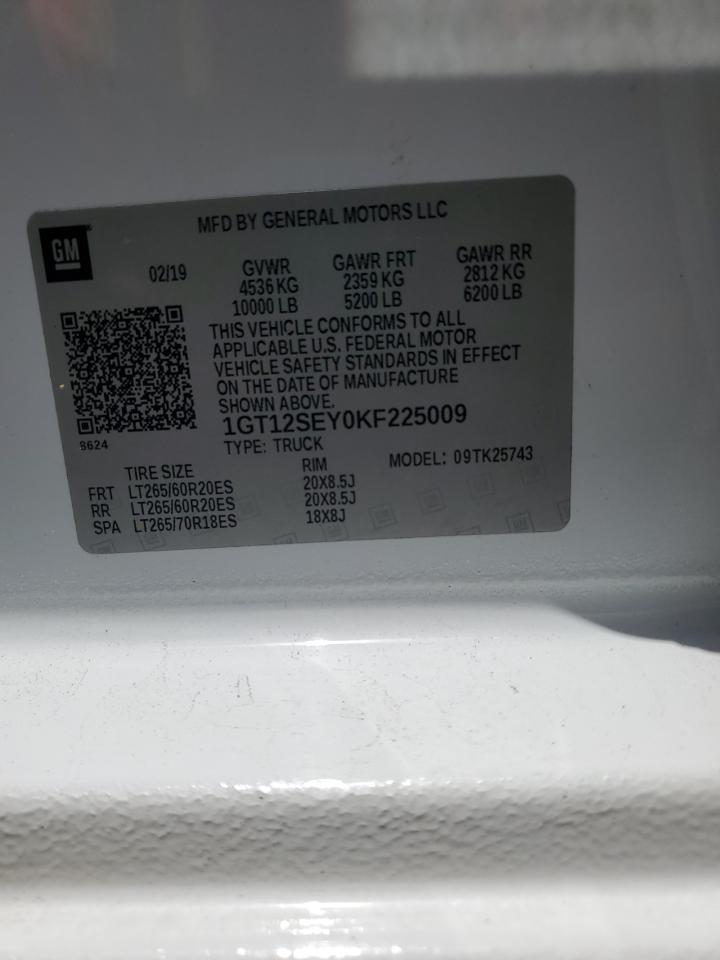 MFD BY GENERAL MOTORS LLC
GM
02/19 GVWR GAWR FRT GAWR RR
4536 KG 2359 KG 2812 KG
10000 LB 5200 LB 6200 LB
THIS VEHICLE CONFORMS TO ALL
APPLICABLE U.S. FEDERAL MOTOR
VEHICLE SAFETY STANDARDS IN EFFECT
ON THE DATE OF MANUFACTURE
SHOWN ABOVE.
1GT12SEY0KF225009
8624
TYPE: TRUCK MODEL: 09TK25743
TIRE SIZE RIM
FRT LT265/60R20ES 20X8.5J
RR LT265/60R20ES 20X8.5J
SPA LT265/70R18ES 18X8J